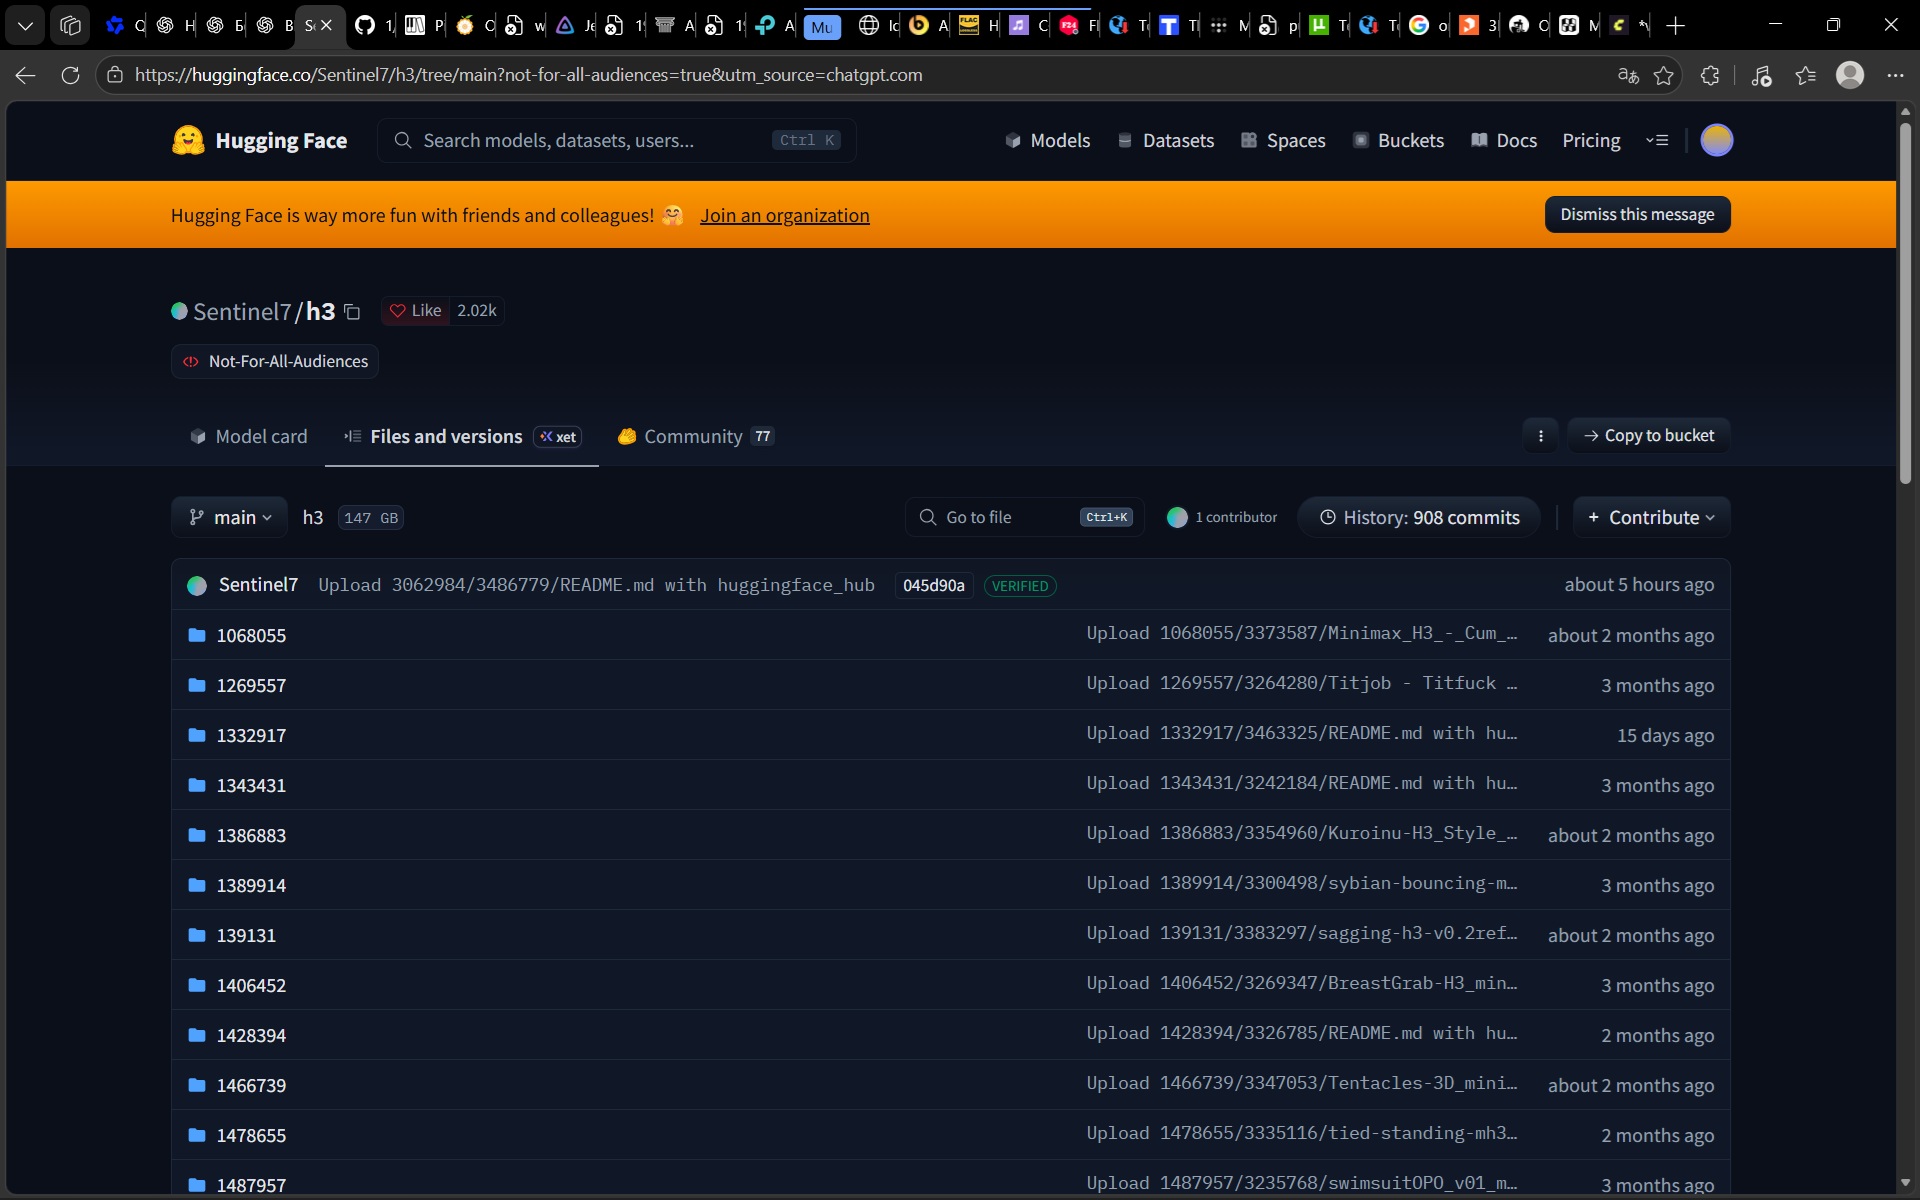 Mu
https://huggingface.co/Sentinel7/h3/tree/main?not-for-all-audiences=true&utm_source=chatgpt.com
Hugging Face
Search models, datasets, users...
Ctrl K
Models
Datasets
Spaces
Buckets
Docs
Pricing
Hugging Face is way more fun with friends and colleagues! 🤗 Join an organization
Dismiss this message
Sentinel7/h3
Like
2.02k
Not-For-All-Audiences
Model card
Files and versions
xet
Community
77
Copy to bucket
main
h3
147 GB
Go to file
Ctrl+K
1 contributor
History: 908 commits
+ Contribute
Sentinel7
Upload 3062984/3486779/README.md with huggingface_hub
045d90a
VERIFIED
about 5 hours ago
1068055
Upload 1068055/3373587/Minimax_H3_-_Cum_…
about 2 months ago
1269557
Upload 1269557/3264280/Titjob - Titfuck …
3 months ago
1332917
Upload 1332917/3463325/README.md with hu…
15 days ago
1343431
Upload 1343431/3242184/README.md with hu…
3 months ago
1386883
Upload 1386883/3354960/Kuroinu-H3_Style_…
about 2 months ago
1389914
Upload 1389914/3300498/sybian-bouncing-m…
3 months ago
139131
Upload 139131/3383297/sagging-h3-v0.2ref…
about 2 months ago
1406452
Upload 1406452/3269347/BreastGrab-H3_min…
3 months ago
1428394
Upload 1428394/3326785/README.md with hu…
2 months ago
1466739
Upload 1466739/3347053/Tentacles-3D_mini…
about 2 months ago
1478655
Upload 1478655/3335116/tied-standing-mh3…
2 months ago
1487957
Upload 1487957/3235768/swimsuitOPO_v01_m…
3 months ago